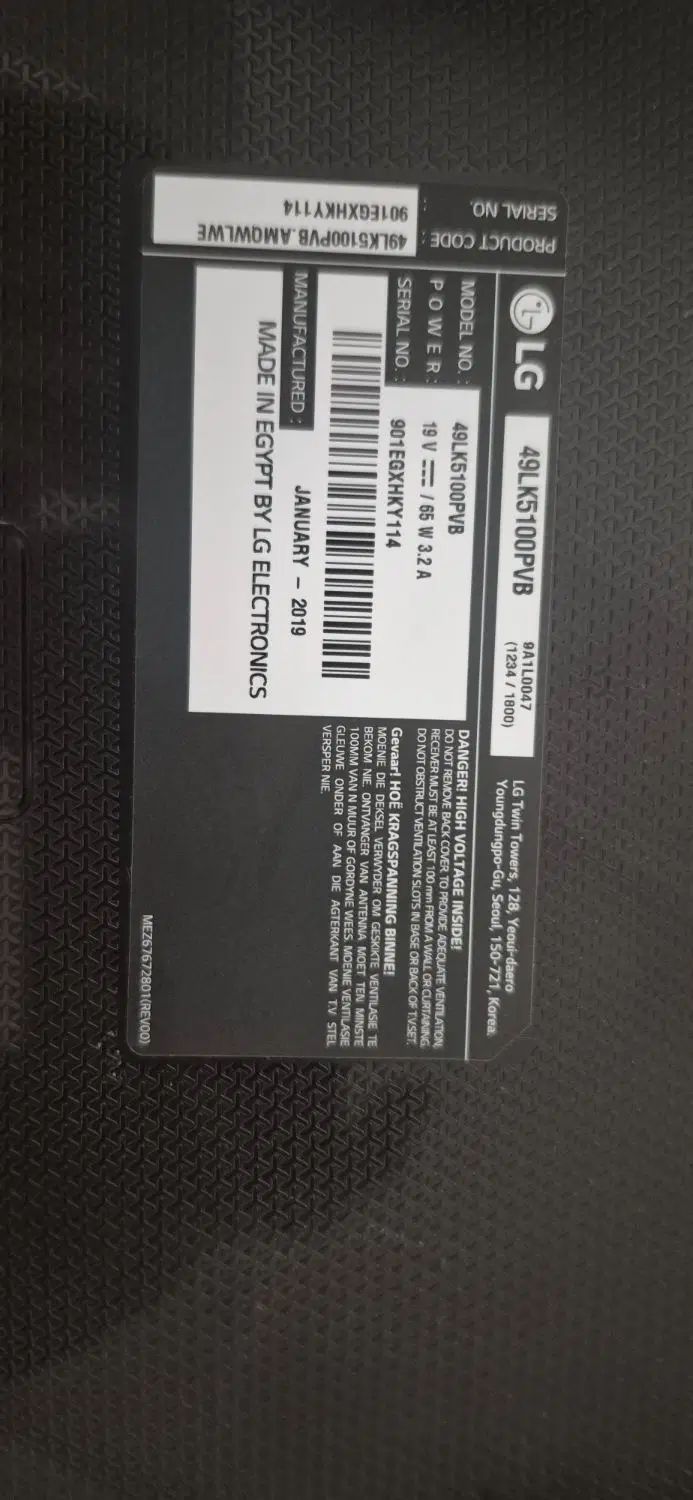 LG
49LK5100PVB
9A1L0047
(1234 / 1800)
LG Twin Towers, 128, Yeoui-daero
Youngdungpo-Gu, Seoul, 150-721, Korea
MODEL NO. : 49LK5100PVB
P O W E R : 19 V ⎓ / 65 W 3.2 A
SERIAL NO. : 901EGXHKY114
MANUFACTURED : JANUARY – 2019
MADE IN EGYPT BY LG ELECTRONICS
DANGER! HIGH VOLTAGE INSIDE!
DO NOT REMOVE BACK COVER TO PROVIDE ADEQUATE VENTILATION,
RECEIVER MUST BE AT LEAST 100 mm FROM A WALL OR CURTAINING.
DO NOT OBSTRUCT VENTILATION SLOTS IN BASE OR BACK OF T.V SET.
Gevaar! HOË KRAGSPANNING BINNE!
MOENIE DIE DEKSEL VERWYDER OM GESKIKTE VENTILASIE TE
BEKOM NIE. ONTVANGER VAN ANTENNA MOET TEN MINSTE
100MM VAN N MUUR OF GORDYNE WEES. MOENIE VENTILASIE
GLEUWE ONDER OF AAN DIE AGTERKANT VAN T.V STEL
VERSPER NIE.
MEZ67672801(REV00)
PRODUCT CODE : 49LK5100PVB.AMQWLWE
SERIAL NO. : 901EGXHKY114